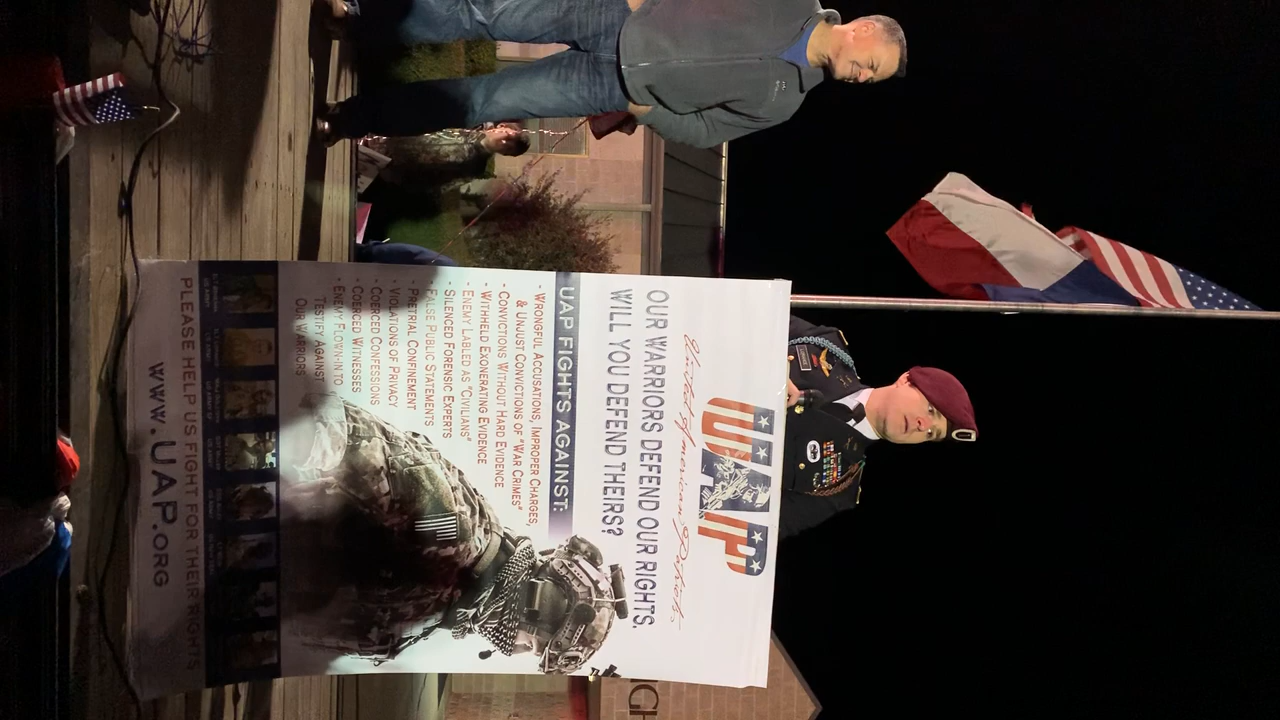 UAP
United American Patriots
OUR WARRIORS DEFEND OUR RIGHTS.
WILL YOU DEFEND THEIRS?
UAP FIGHTS AGAINST:
- WRONGFUL ACCUSATIONS, IMPROPER CHARGES,
& UNJUST CONVICTIONS OF "WAR CRIMES"
- CONVICTIONS WITHOUT HARD EVIDENCE
- WITHHELD EXONERATING EVIDENCE
- ENEMY LABLED AS "CIVILIANS"
- SILENCED FORENSIC EXPERTS
- FALSE PUBLIC STATEMENTS
- PRETRIAL CONFINEMENT
- VIOLATIONS OF PRIVACY
- COERCED CONFESSIONS
- COERCED WITNESSES
- ENEMY FLOWN-IN TO
TESTIFY AGAINST
OUR WARRIORS
PLEASE HELP US FIGHT FOR THEIR RIGHTS
WWW.UAP.ORG
IGH